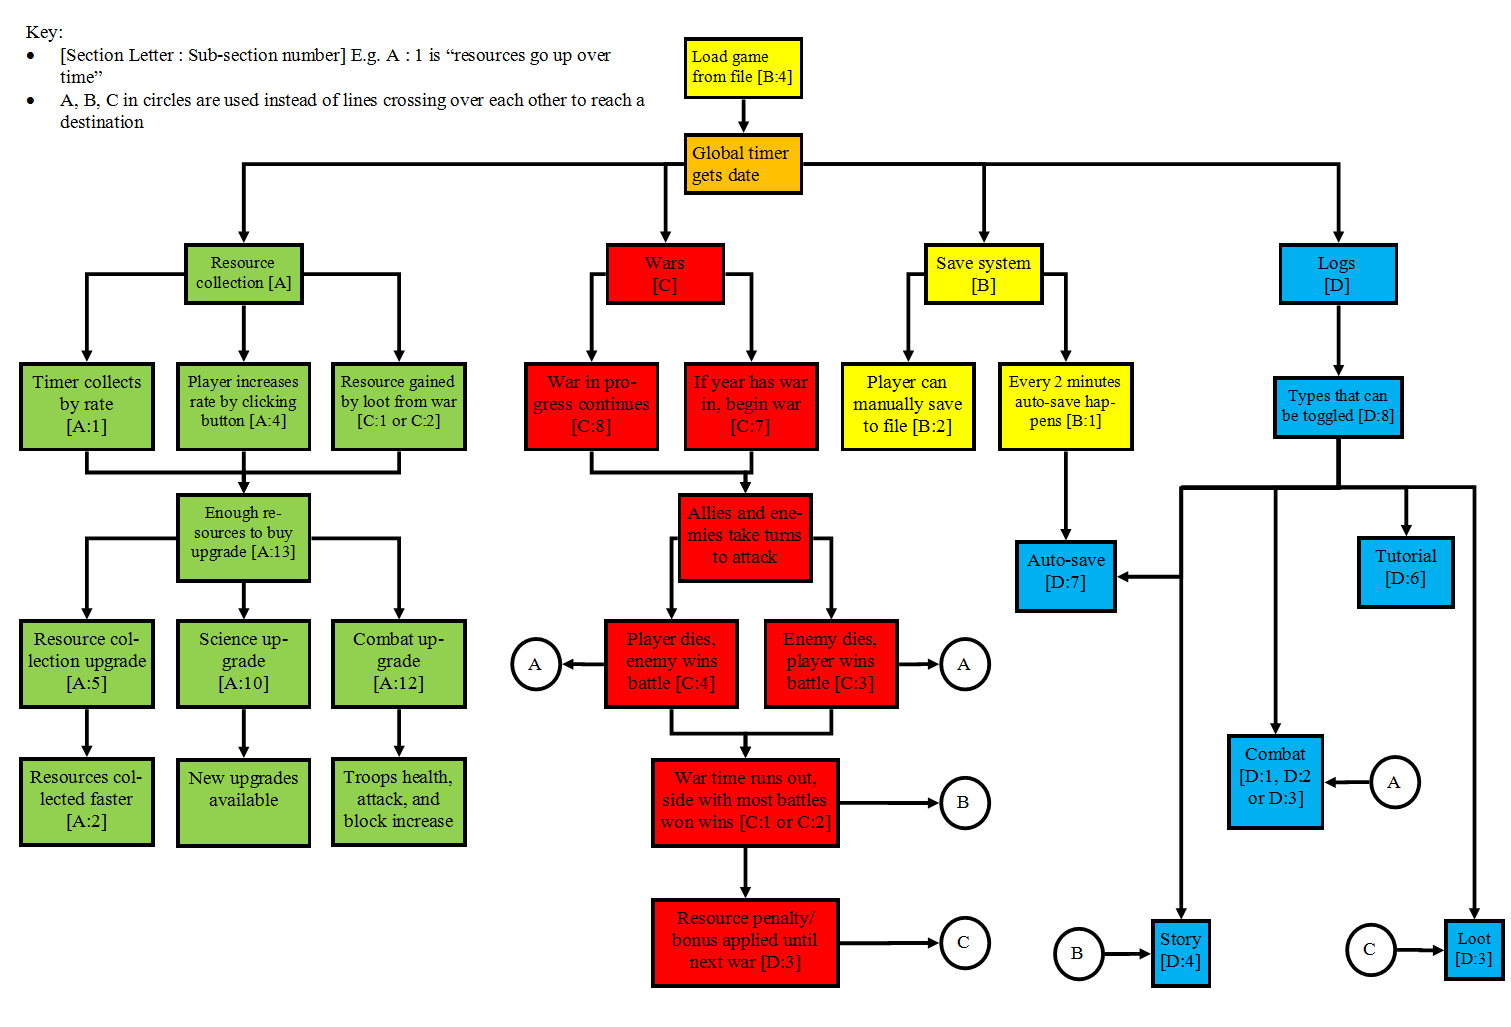 Key:
• [Section Letter : Sub-section number] E.g. A : 1 is “resources go up over
time”
• A, B, C in circles are used instead of lines crossing over each other to reach a
destination
Load game
from file [B:4]
Global timer
gets date
Resource
collection [A]
Wars
[C]
Save system
[B]
Logs
[D]
Timer collects
by rate
[A:1]
Player increases
rate by clicking
button [A:4]
Resource gained
by loot from war
[C:1 or C:2]
War in pro-
gress continues
[C:8]
If year has war
in, begin war
[C:7]
Player can
manually save
to file [B:2]
Every 2 minutes
auto-save hap-
pens [B:1]
Types that can
be toggled [D:8]
Enough re-
sources to buy
upgrade [A:13]
Allies and ene-
mies take turns
to attack
Auto-save
[D:7]
Tutorial
[D:6]
Resource col-
lection upgrade
[A:5]
Science up-
grade
[A:10]
Combat up-
grade
[A:12]
A
Player dies,
enemy wins
battle [C:4]
Enemy dies,
player wins
battle [C:3]
A
Resources col-
lected faster
[A:2]
New upgrades
available
Troops health,
attack, and
block increase
War time runs out,
side with most battles
won wins [C:1 or C:2]
B
Combat
[D:1, D:2
or D:3]
A
Resource penalty/
bonus applied until
next war [D:3]
C
B
Story
[D:4]
C
Loot
[D:3]